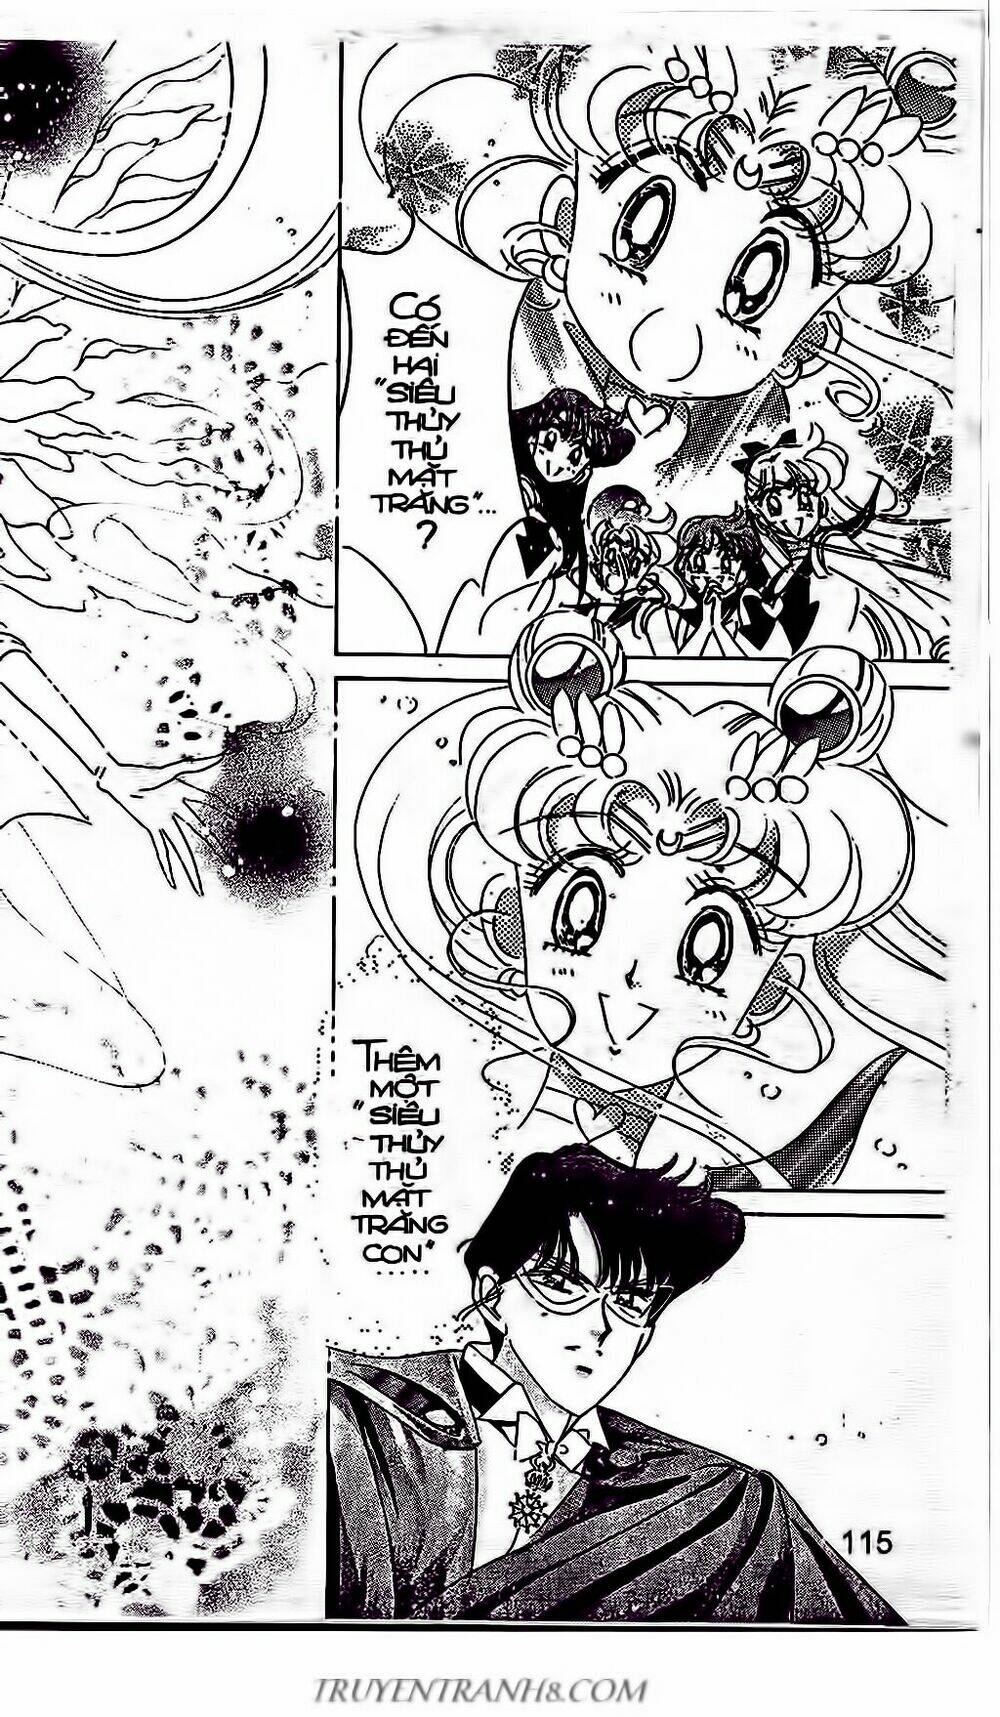 Có
ĐẾN
HAI
"SIÊU
THỦY
THỦ
MẶT
TRĂNG"...
?
THÊM
MỘT
"SIÊU
THỦY
THỦ
MẶT
TRĂNG
CON"
......
115
TRUYENTRANH8.COM